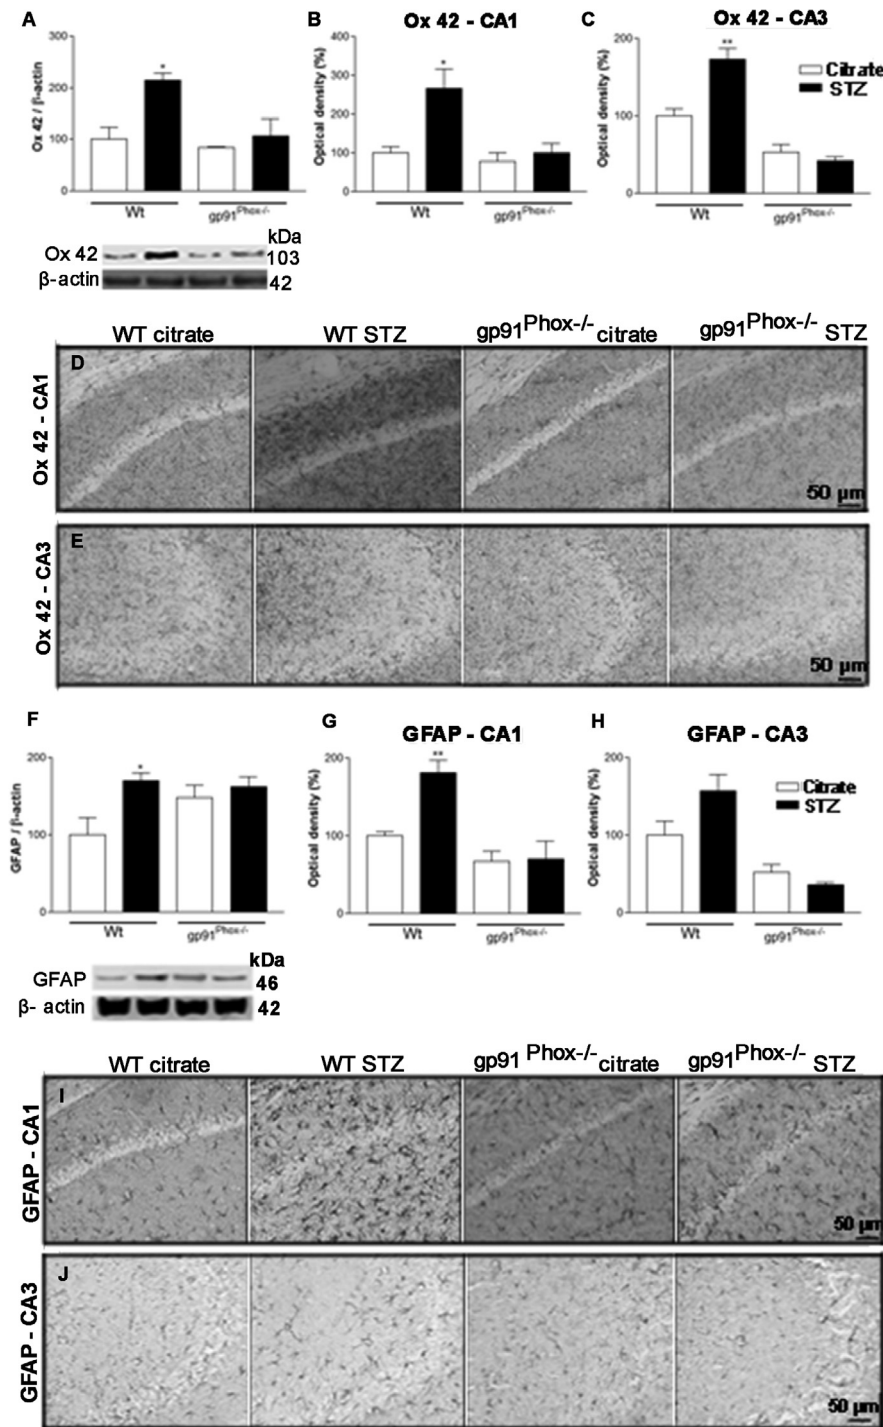 A
B
Ox 42 - CA1
C
Ox 42 - CA3
Ox 42 / β-actin
300
200
100
0
Wt
gp91Phox-/-
Optical density (%)
400
300
200
100
0
*
Wt
gp91Phox-/-
Optical density (%)
200
100
0
**
Wt
gp91Phox-/-
Citrate
STZ
*
kDa
Ox 42
103
β-actin
42
WT citrate
WT STZ
gp91Phox-/- citrate
gp91Phox-/- STZ
D
Ox 42 - CA1
50 µm
E
Ox 42 - CA3
50 µm
F
G
GFAP - CA1
H
GFAP - CA3
GFAP / β-actin
200
100
0
*
Wt
gp91Phox-/-
Optical density (%)
200
100
0
**
Wt
gp91Phox-/-
Optical density (%)
200
100
0
Wt
gp91Phox-/-
Citrate
STZ
kDa
GFAP
46
β- actin
42
WT citrate
WT STZ
gp91Phox-/- citrate
gp91Phox-/- STZ
I
GFAP - CA1
50 µm
J
GFAP - CA3
50 µm